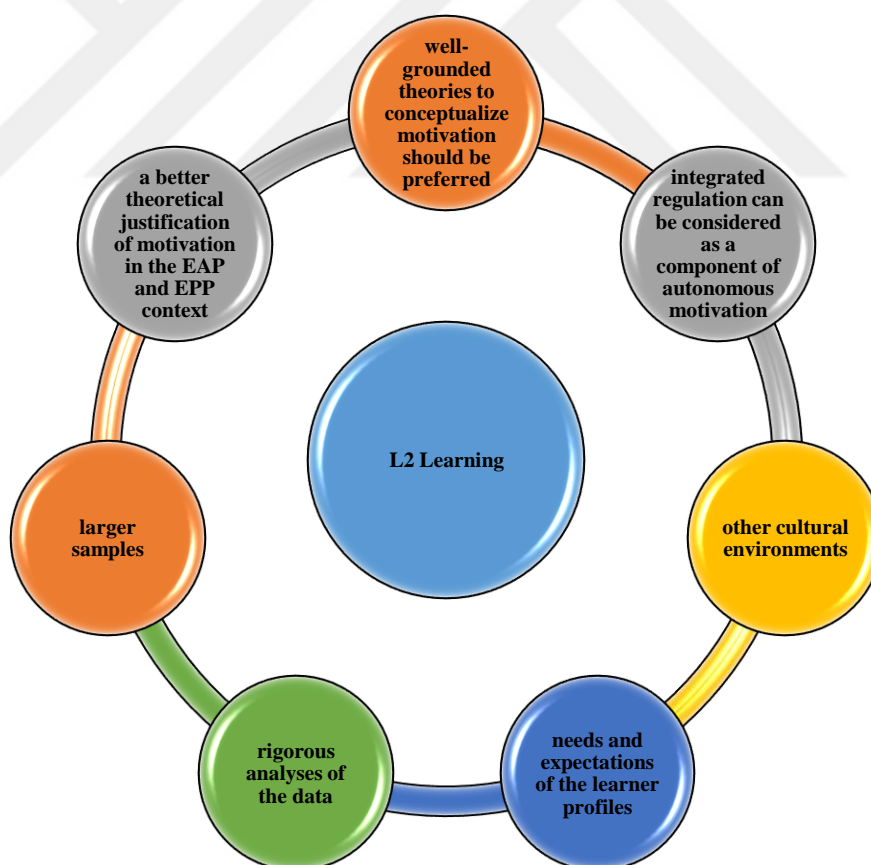 well-
grounded
theories to
conceptualize
motivation
should be
preferred
integrated
regulation can
be considered
as a
component of
autonomous
motivation
other cultural
environments
needs and
expectations
of the learner
profiles
rigorous
analyses of
the data
larger
samples
a better
theoretical
justification
of motivation
in the EAP
and EPP
context
L2 Learning